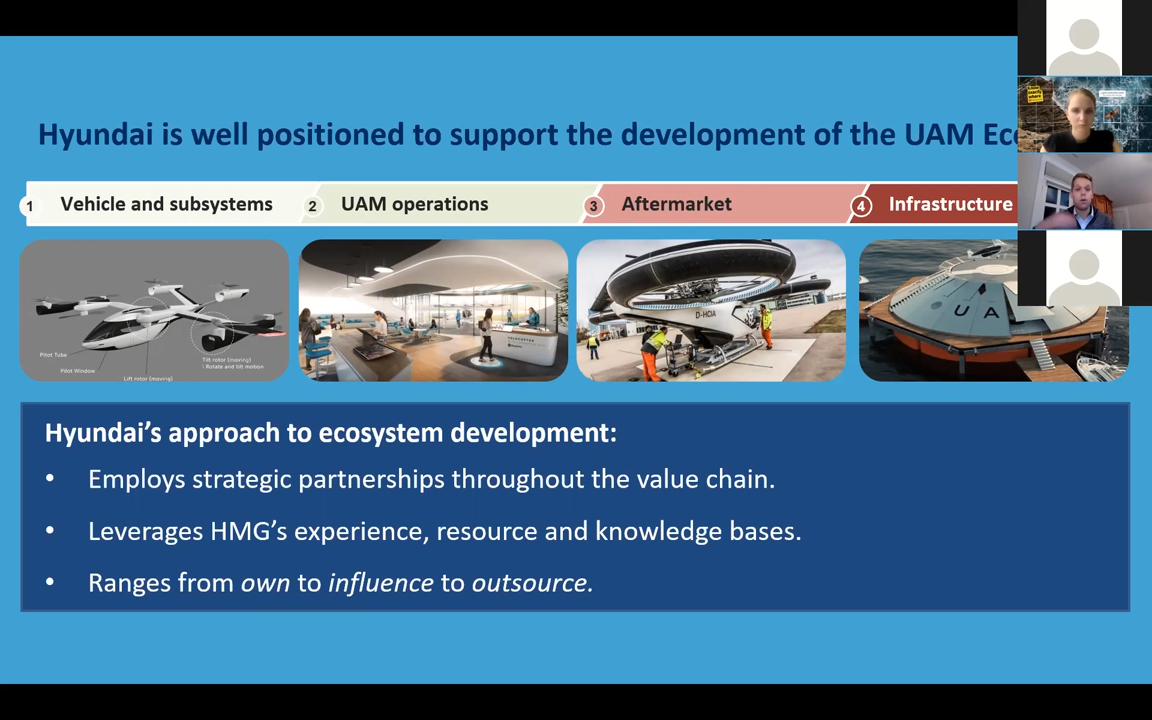 Hyundai is well positioned to support the development of the UAM
1 Vehicle and subsystems
2 UAM operations
3 Aftermarket
4 Infrastructure
Pitot Tube
Pilot Window
Lift rotor (moving)
Tilt rotor (moving)
\ Rotate and tilt motion
VOLOCOPTER
D-HCIA
U A
Hyundai’s approach to ecosystem development:
• Employs strategic partnerships throughout the value chain.
• Leverages HMG’s experience, resource and knowledge bases.
• Ranges from own to influence to outsource.